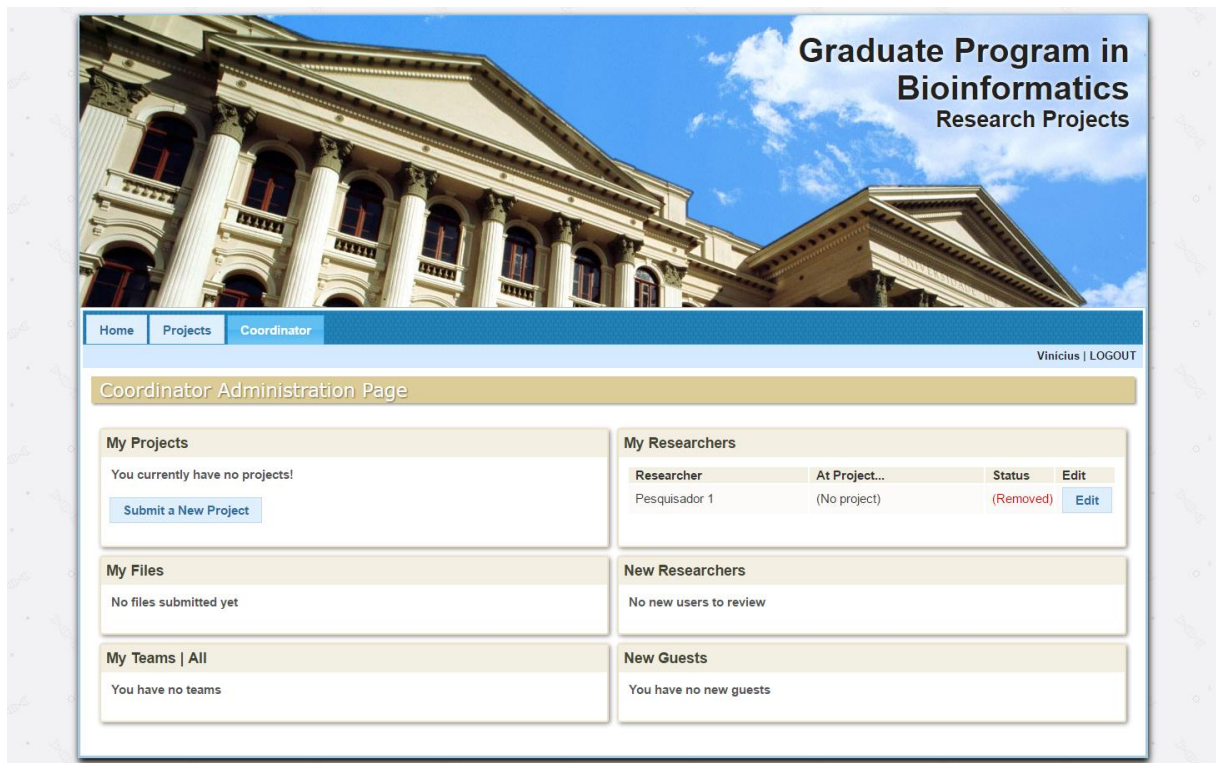 Graduate Program in
Bioinformatics
Research Projects
Home Projects Coordinator
Vinicius | LOGOUT
Coordinator Administration Page
My Projects
You currently have no projects!
Submit a New Project
My Researchers
Researcher At Project... Status Edit
Pesquisador 1 (No project) (Removed) Edit
My Files
No files submitted yet
New Researchers
No new users to review
My Teams | All
You have no teams
New Guests
You have no new guests